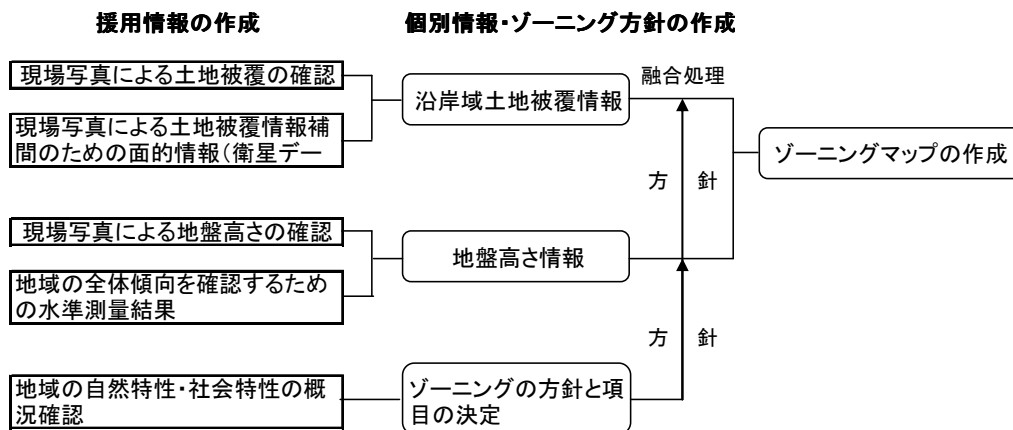 援用情報の作成
個別情報・ゾーニング方針の作成
現場写真による土地被覆の確認
現場写真による土地被覆情報補
間のための面的情報(衛星デー
沿岸域土地被覆情報
融合処理
ゾーニングマップの作成
方 針
現場写真による地盤高さの確認
地域の全体傾向を確認するため
の水準測量結果
地盤高さ情報
方 針
地域の自然特性・社会特性の概
況確認
ゾーニングの方針と項
目の決定